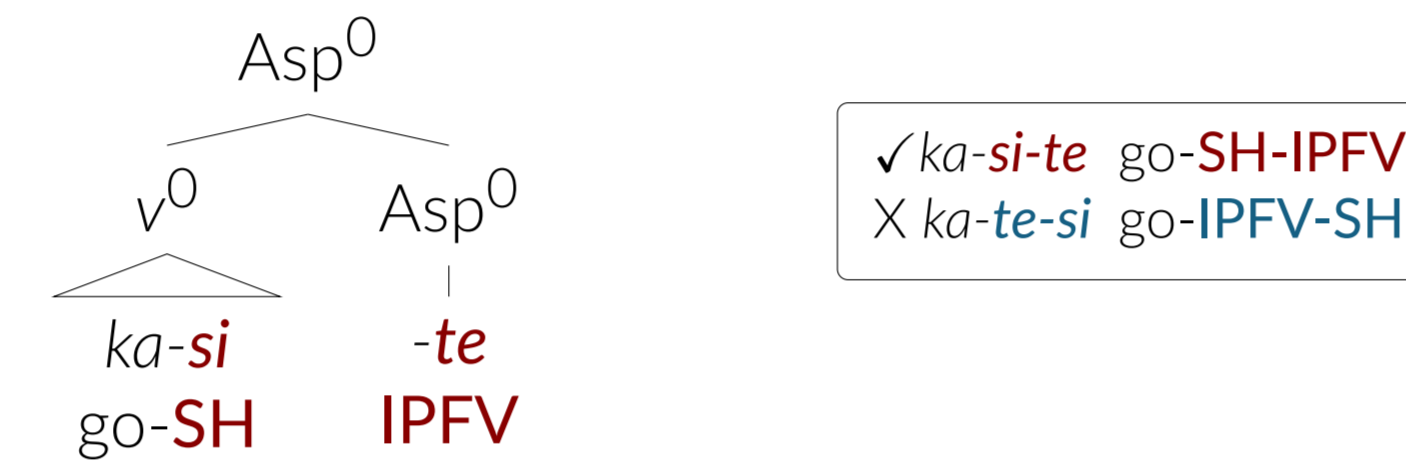 Asp⁰
v⁰ Asp⁰
ka-si -te
go-SH IPFV
✓ka-si-te go-SH-IPFV
X ka-te-si go-IPFV-SH